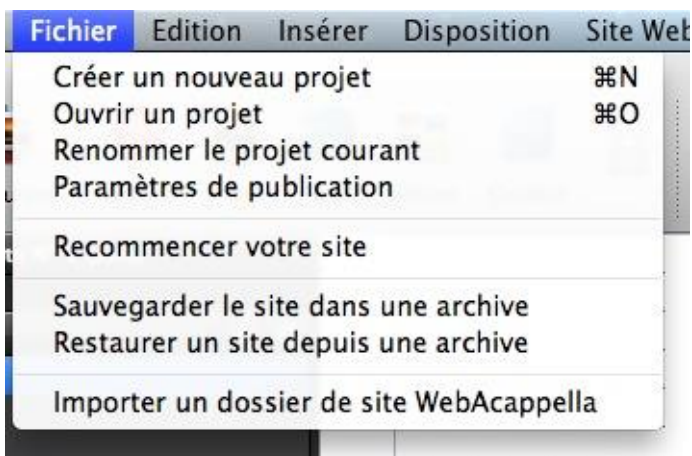 Fichier Edition Insérer Disposition Site Web
Créer un nouveau projet ⌘N
Ouvrir un projet ⌘O
Renommer le projet courant
Paramètres de publication
Recommencer votre site
Sauvegarder le site dans une archive
Restaurer un site depuis une archive
Importer un dossier de site WebAcappella